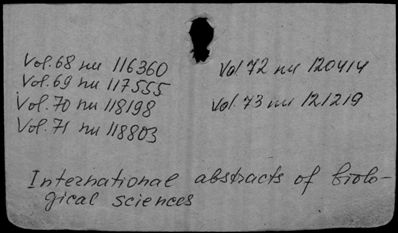 Vol. 68 nu 116360
Vol. 69 nu 117555
Vol. 70 nu 118198
Vol. 71 nu 118803
Vol 72 nu 120414
Vol. 73 nu 121219
International abstracts of biolo-
gical sciences